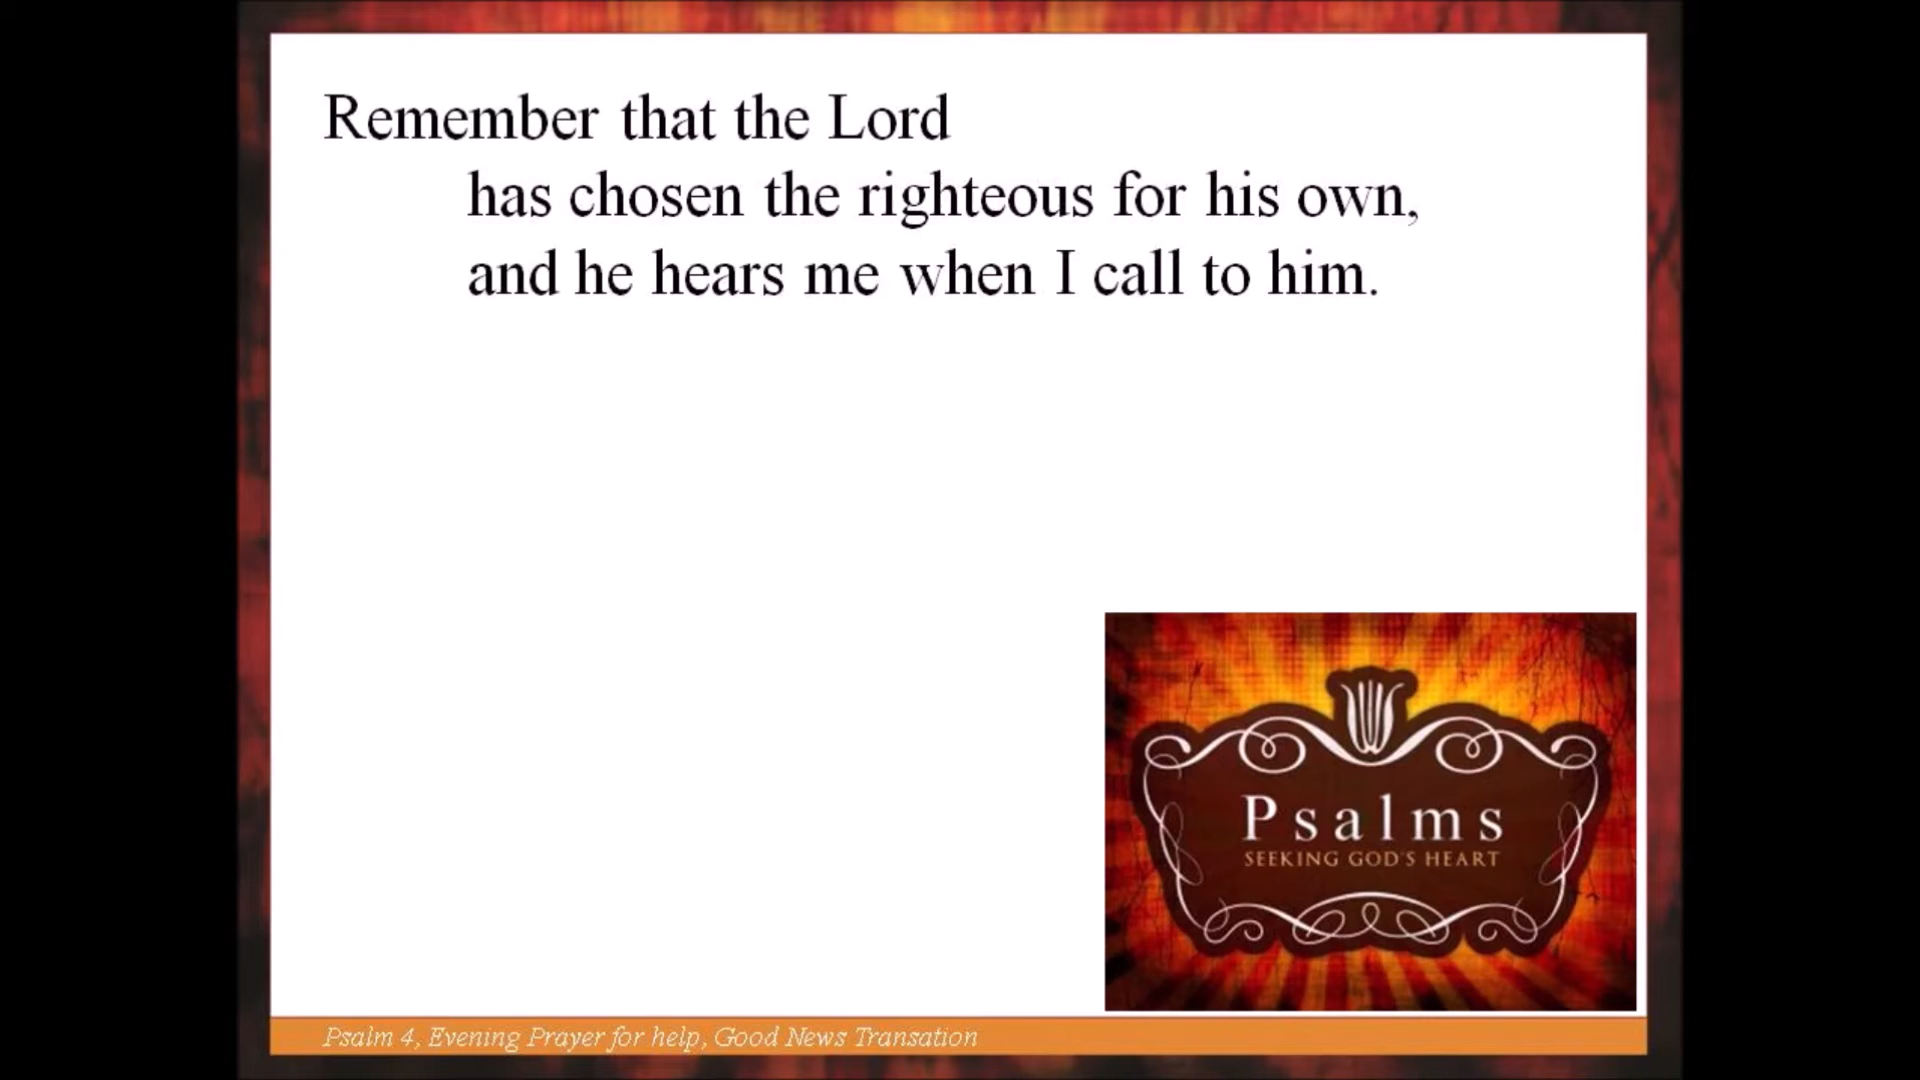 Remember that the Lord
has chosen the righteous for his own,
and he hears me when I call to him.
Psalms
SEEKING GOD'S HEART
Psalm 4, Evening Prayer for help, Good News Transation